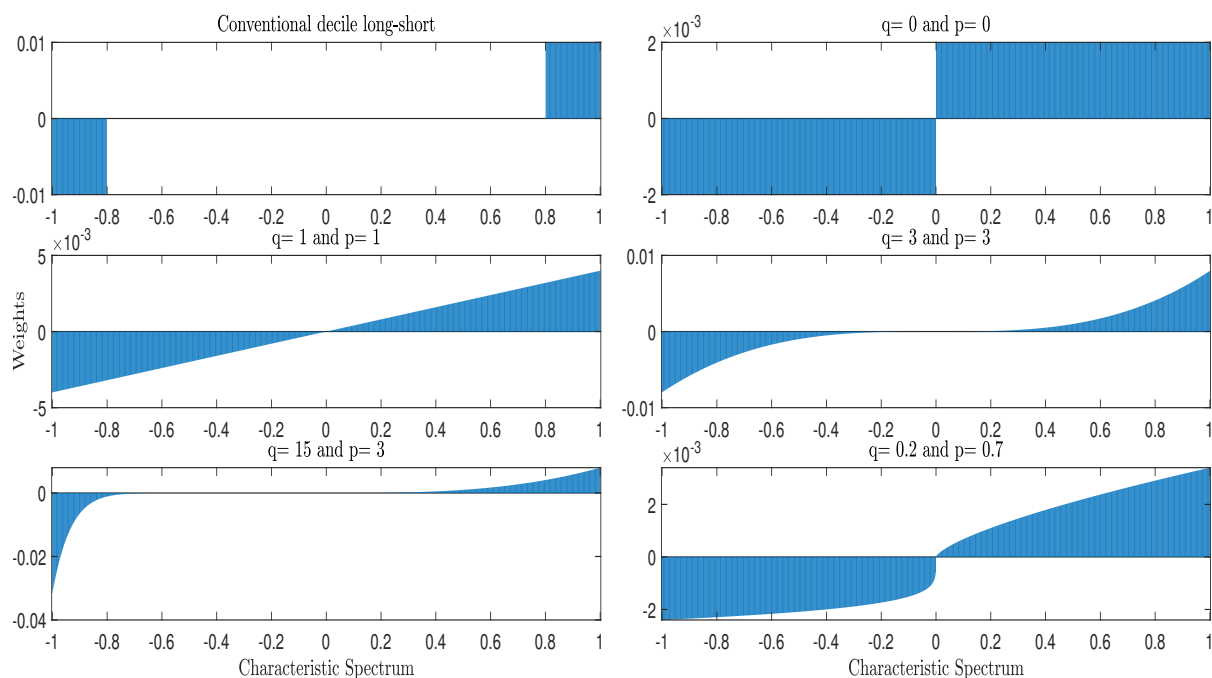 Conventional decile long-short
0.01
0
-0.01
-1 -0.8 -0.6 -0.4 -0.2 0 0.2 0.4 0.6 0.8 1
q= 0 and p= 0
×10-3
2
0
-2
-1 -0.8 -0.6 -0.4 -0.2 0 0.2 0.4 0.6 0.8 1
q= 1 and p= 1
×10-3
5
0
-5
Weights
-1 -0.8 -0.6 -0.4 -0.2 0 0.2 0.4 0.6 0.8 1
q= 3 and p= 3
0.01
0
-0.01
-1 -0.8 -0.6 -0.4 -0.2 0 0.2 0.4 0.6 0.8 1
q= 15 and p= 3
0
-0.02
-0.04
-1 -0.8 -0.6 -0.4 -0.2 0 0.2 0.4 0.6 0.8 1
Characteristic Spectrum
q= 0.2 and p= 0.7
×10-3
2
0
-2
-1 -0.8 -0.6 -0.4 -0.2 0 0.2 0.4 0.6 0.8 1
Characteristic Spectrum